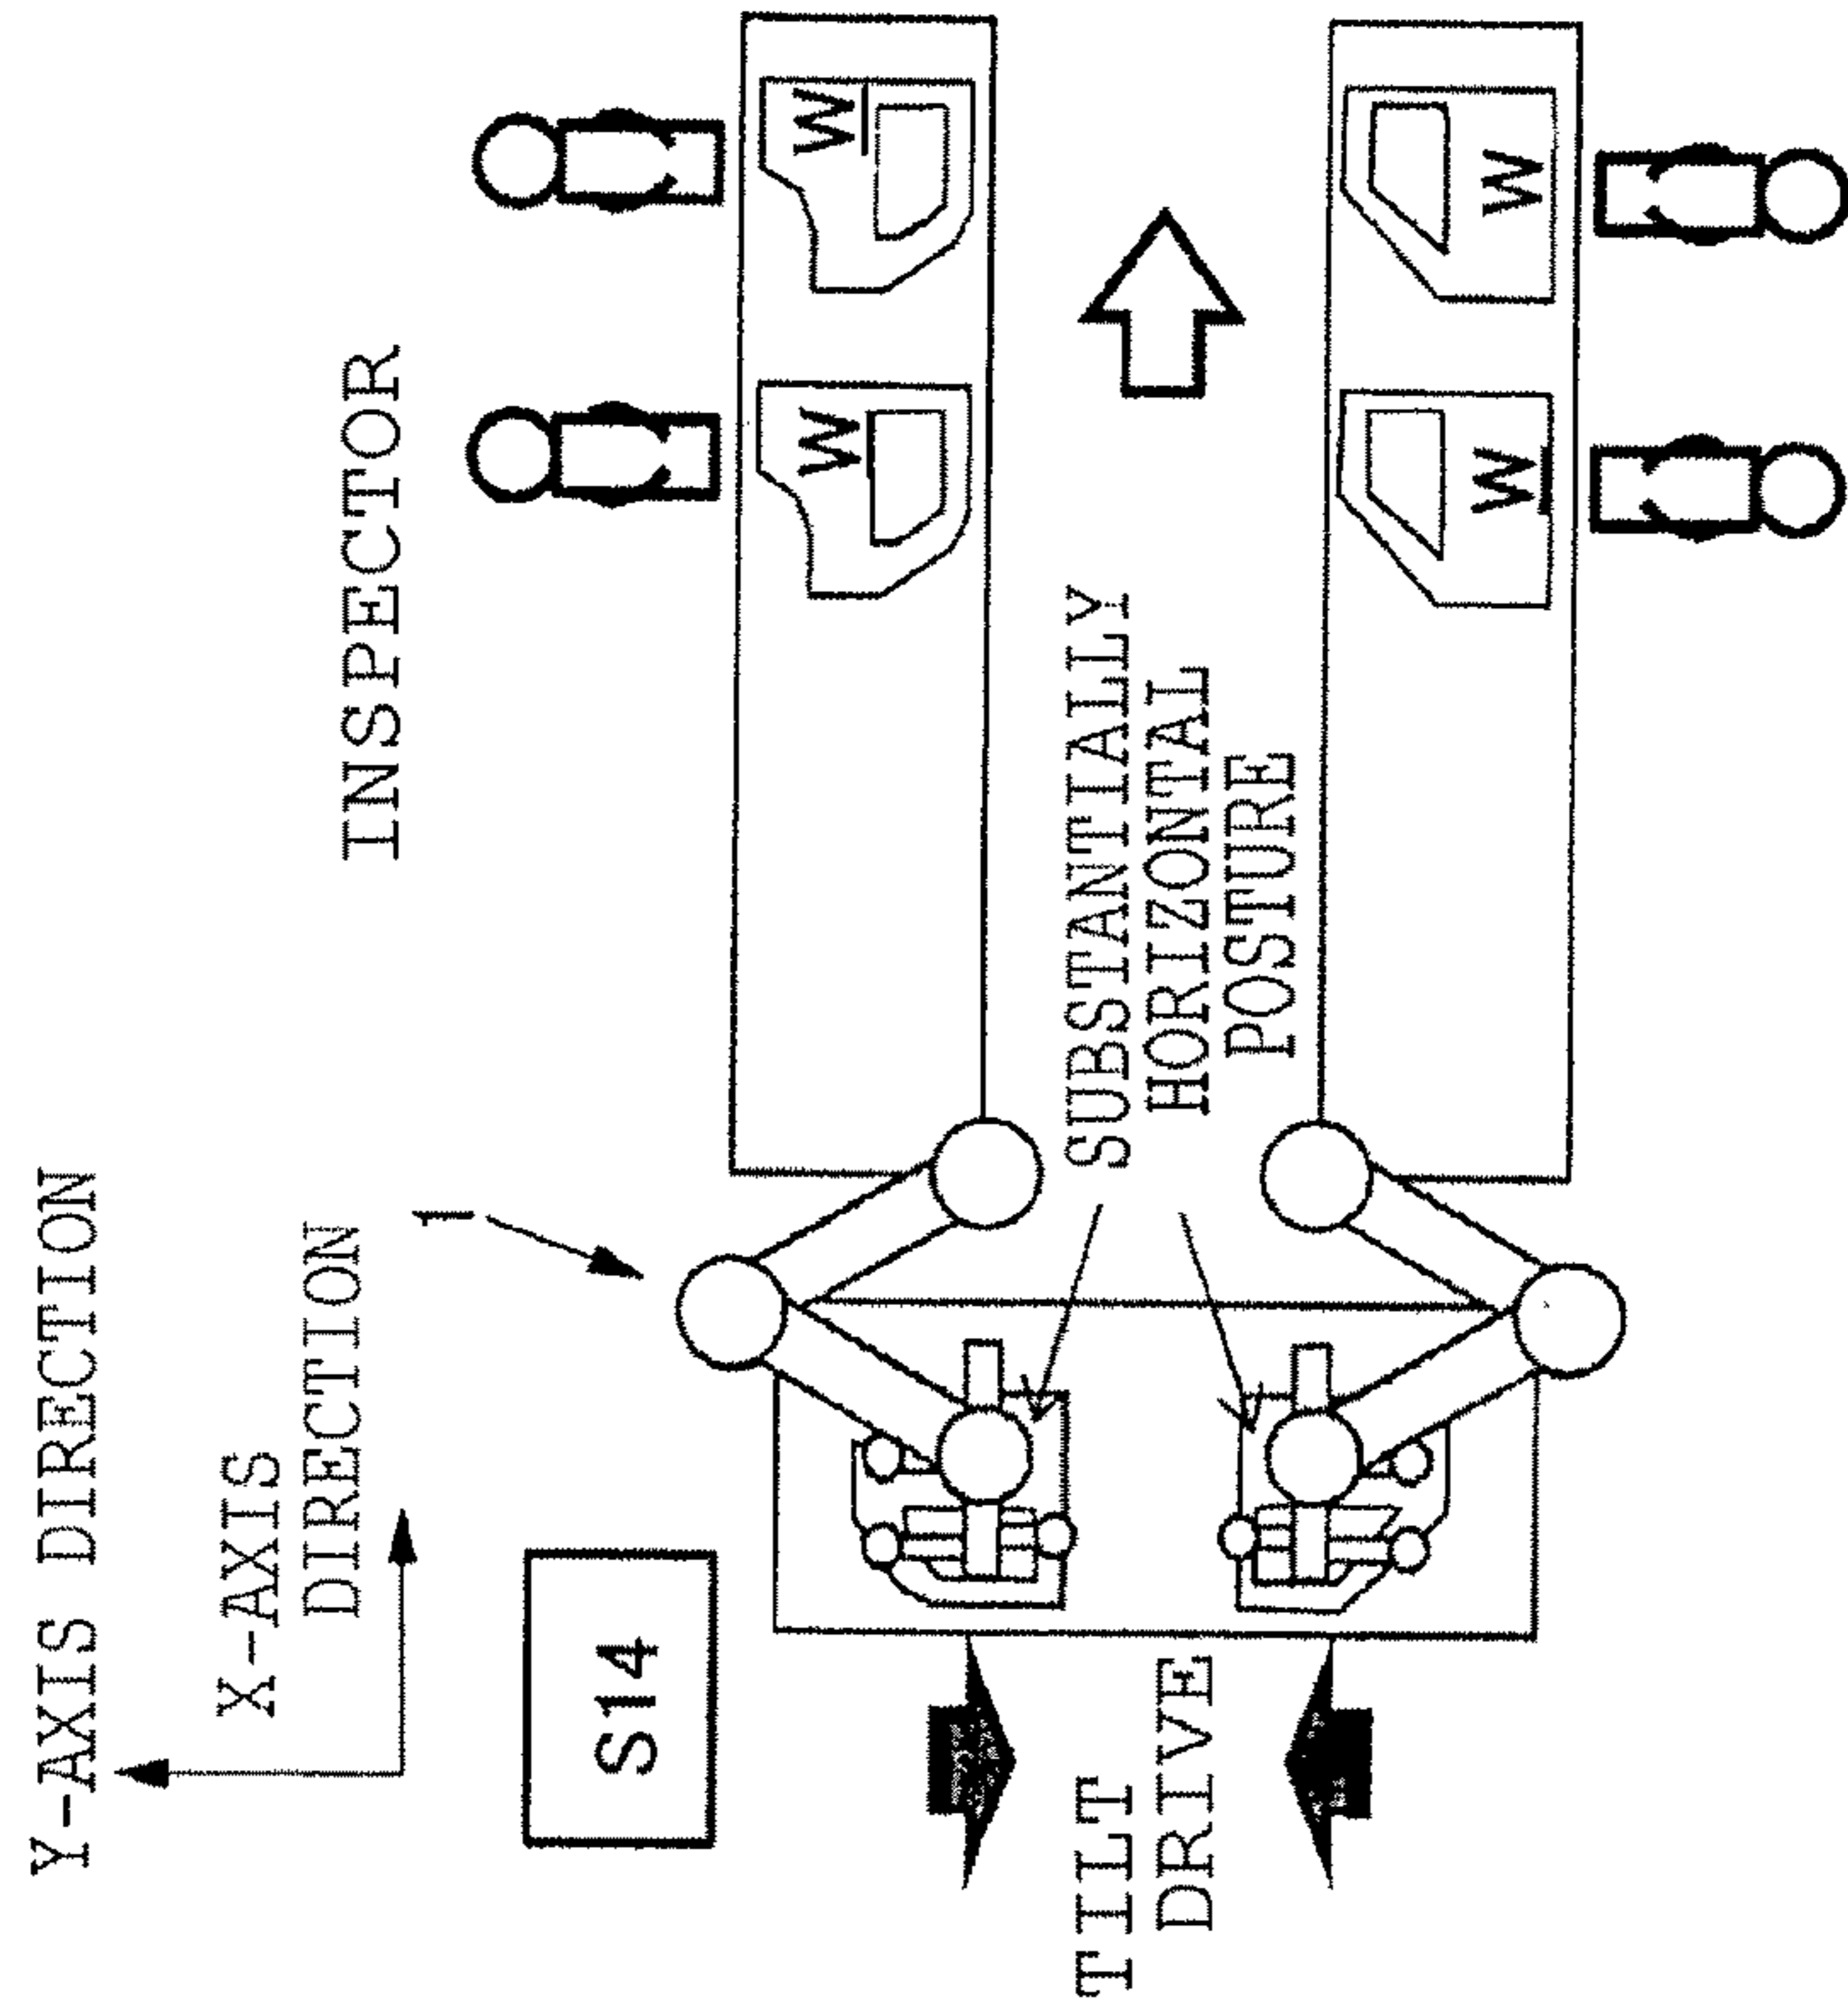 Y-AXIS DIRECTION
X-AXIS
DIRECTION
S14
1
INSPECTOR
TILT
DRIVE
SUBSTANTIALLY
HORIZONTAL
POSTURE
W
W
W
W